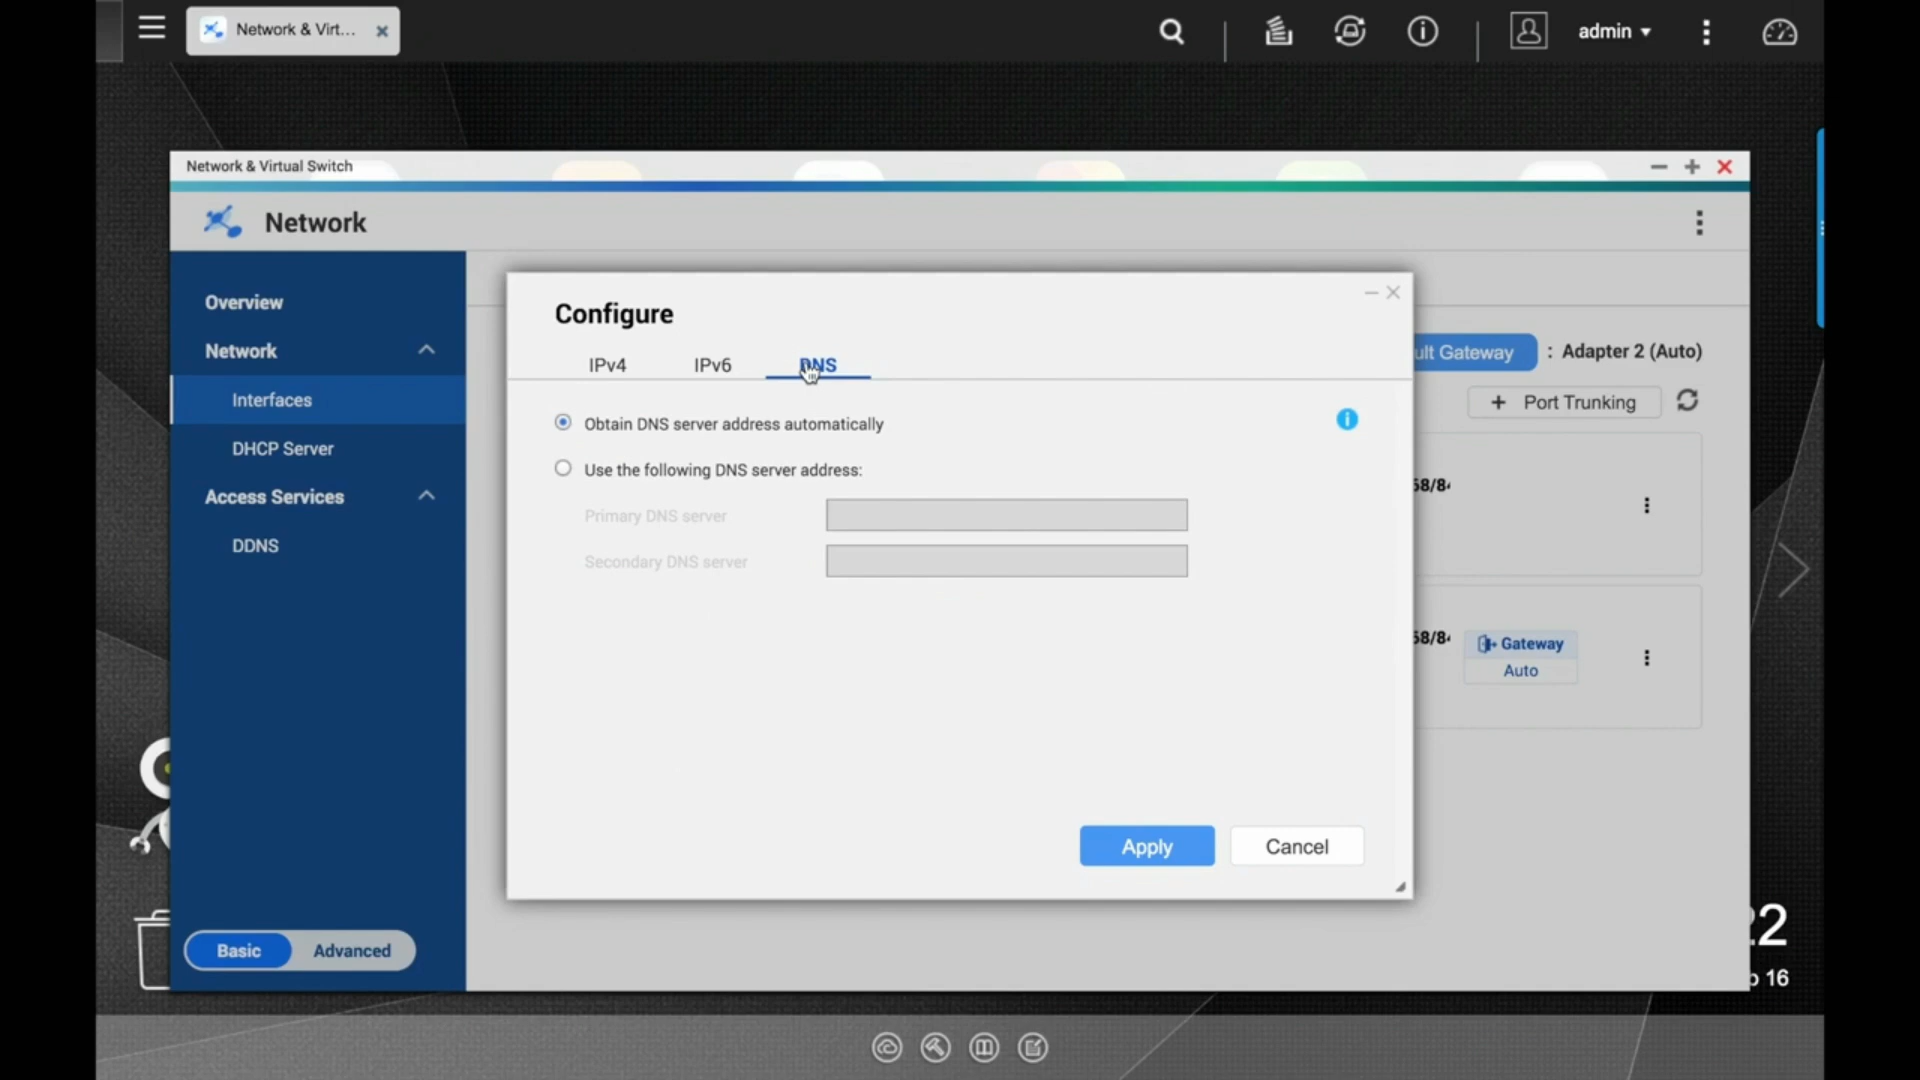 Network & Virt...
admin
Network & Virtual Switch
Network
Overview
Network
Interfaces
DHCP Server
Access Services
DDNS
Basic
Advanced
Configure
IPv4
IPv6
DNS
Obtain DNS server address automatically
Use the following DNS server address:
Primary DNS server
Secondary DNS server
Apply
Cancel
ult Gateway : Adapter 2 (Auto)
+ Port Trunking
Gateway
Auto
22
16